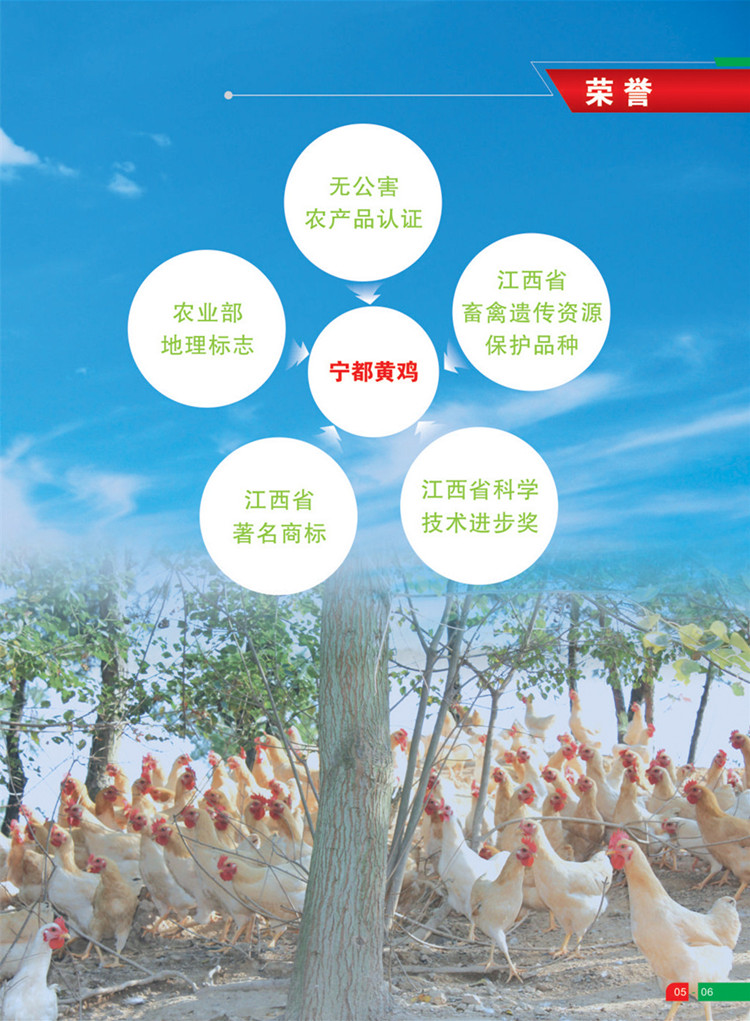 荣誉
无公害
农产品认证
江西省
畜禽遗传资源
保护品种
农业部
地理标志
宁都黄鸡
江西省
著名商标
江西省科学
技术进步奖
05 06